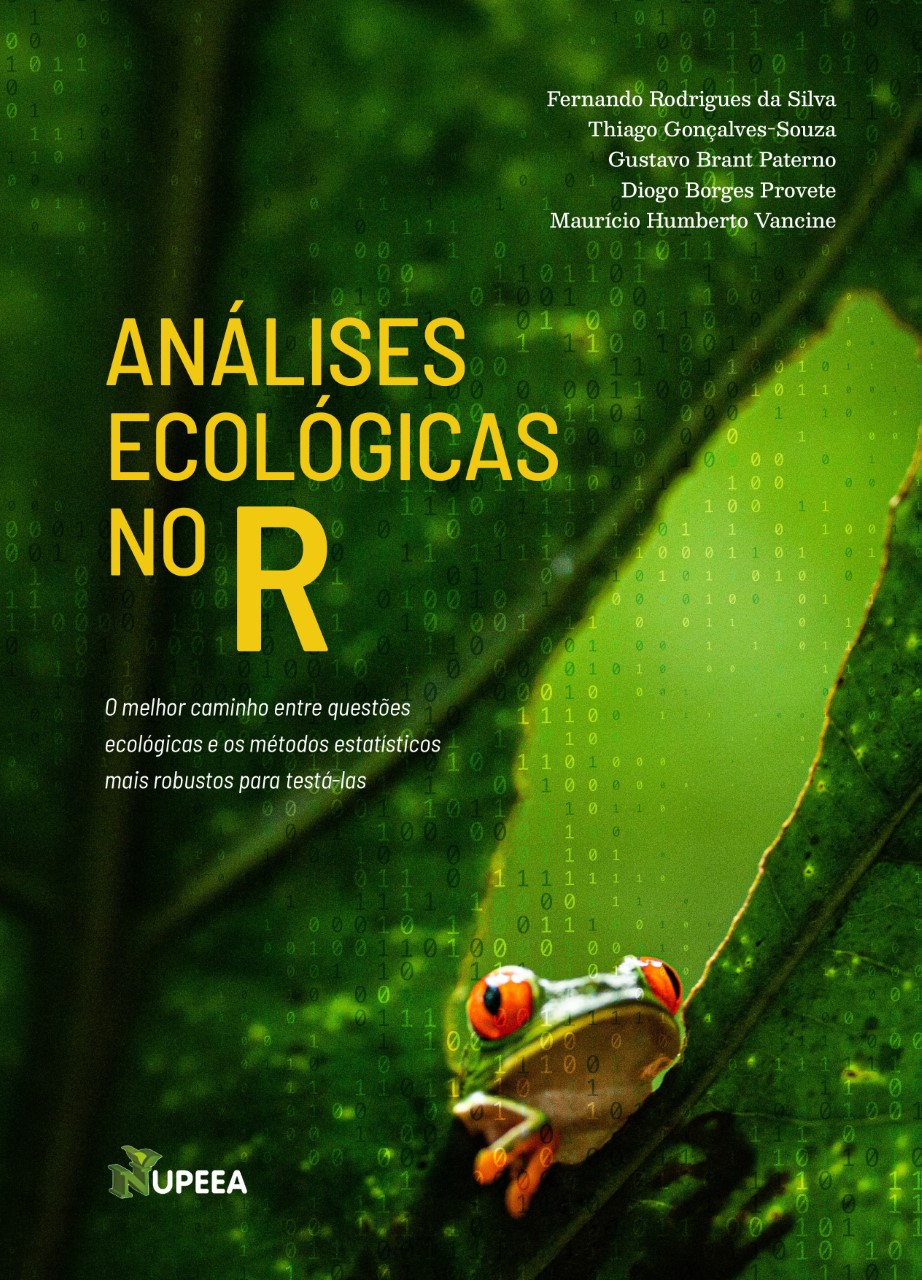 Fernando Rodrigues da Silva
Thiago Gonçalves-Souza
Gustavo Brant Paterno
Diogo Borges Provete
Maurício Humberto Vancine
ANÁLISES
ECOLÓGICAS
NO R
O melhor caminho entre questões
ecológicas e os métodos estatísticos
mais robustos para testá-las
NUPEEA